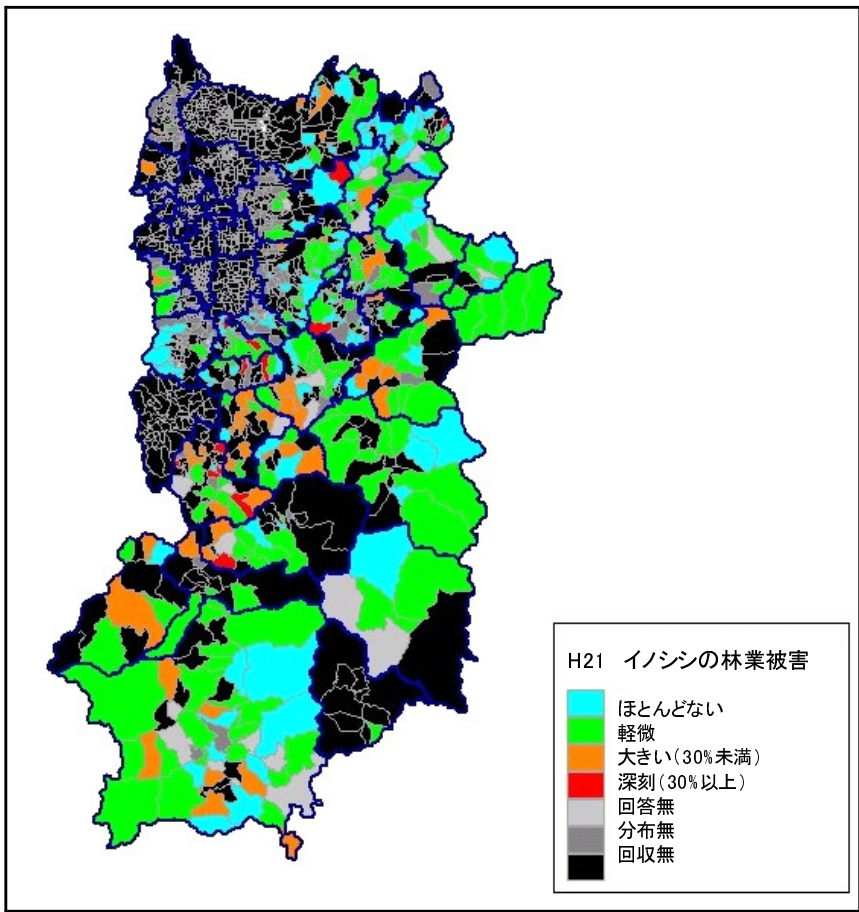 H21 イノシシの林業被害
ほとんどない
軽微
大きい(30%未満)
深刻(30%以上)
回答無
分布無
回収無